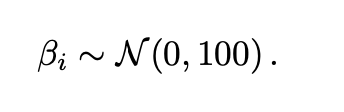 βᵢ ∼ 𝒩(0, 100) .